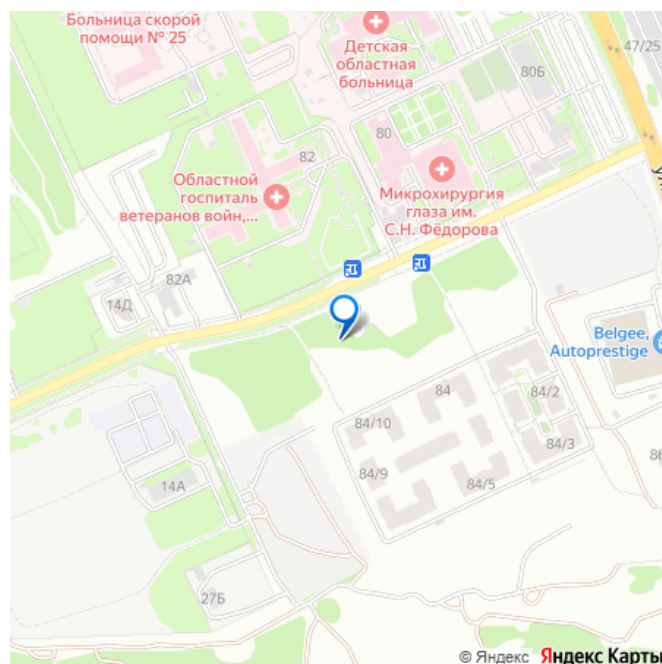 Больница скорой
помощи № 25
Детская
областная
больница
47/25
80Б
80
82
Областной
госпиталь
ветеранов войн,...
Микрохирургия
глаза им.
С.Н. Фёдорова
82А
14Д
Belgee,
Autoprestige
84/10
84
84/2
84/3
84/9
84/5
86
14А
27Б
© Яндекс Яндекс Карты